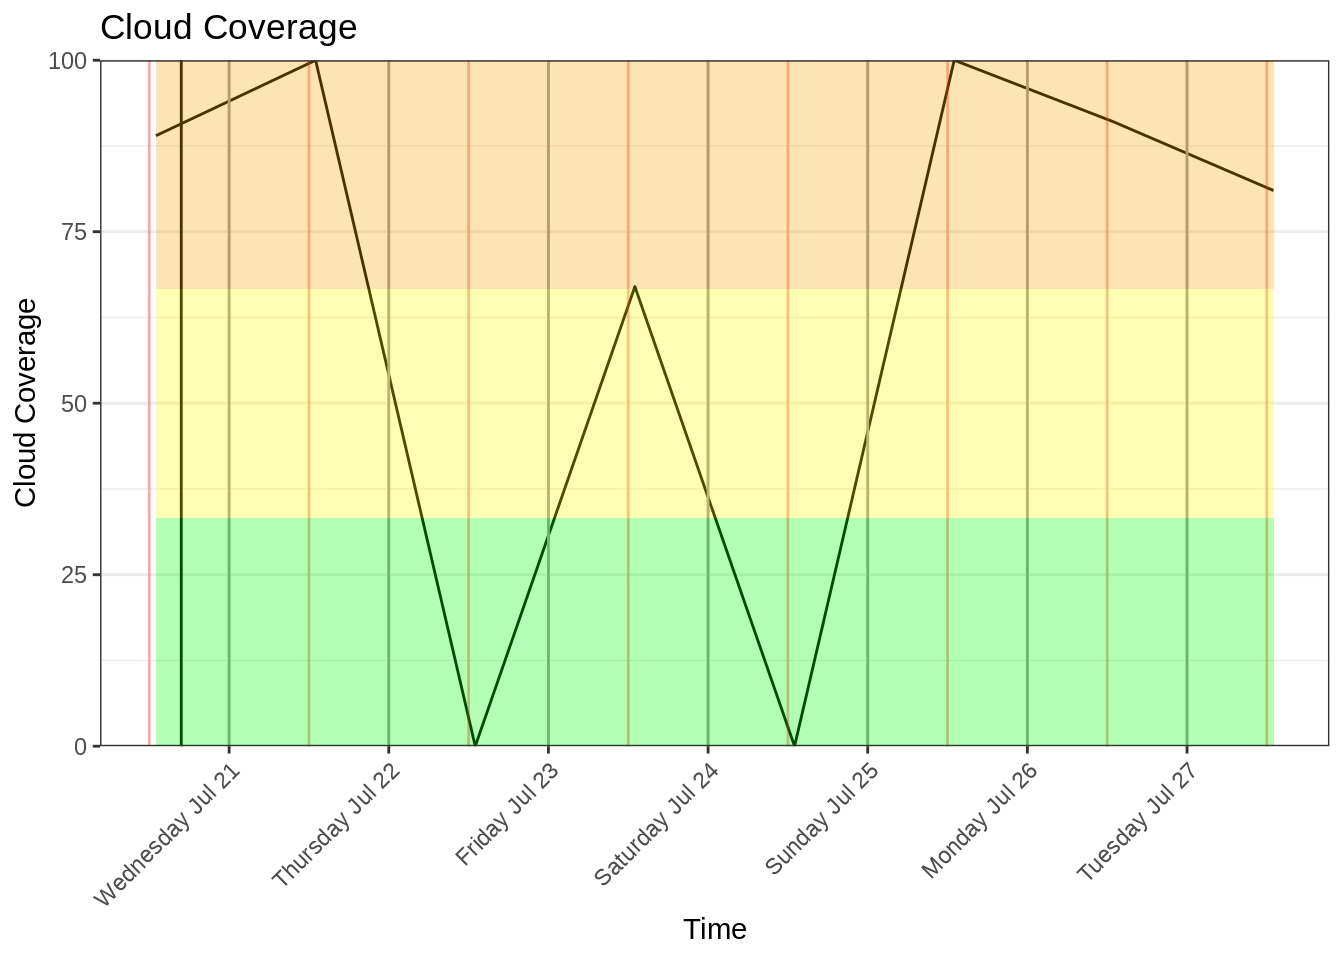 Cloud Coverage
100
75
50
25
0
Cloud Coverage
Wednesday Jul 21
Thursday Jul 22
Friday Jul 23
Saturday Jul 24
Sunday Jul 25
Monday Jul 26
Tuesday Jul 27
Time